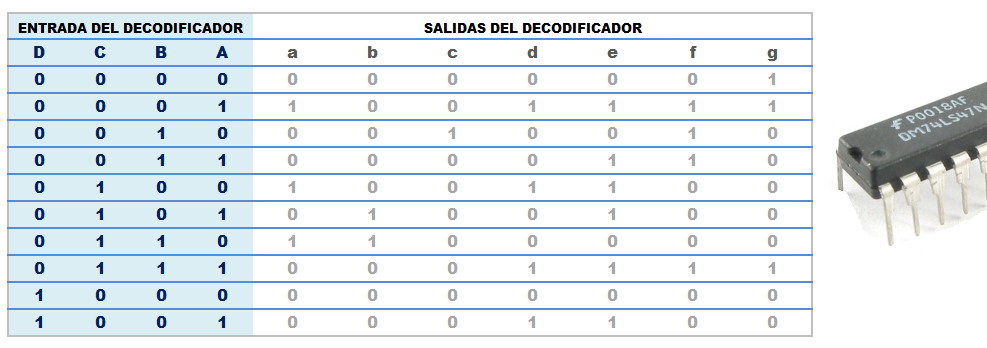 ENTRADA DEL DECODIFICADOR SALIDAS DEL DECODIFICADOR
D C B A a b c d e f g
0 0 0 0 0 0 0 0 0 0 1
0 0 0 1 1 0 0 1 1 1 1
0 0 1 0 0 0 1 0 0 1 0
0 0 1 1 0 0 0 0 1 1 0
0 1 0 0 1 0 0 1 1 0 0
0 1 0 1 0 1 0 0 1 0 0
0 1 1 0 1 1 0 0 0 0 0
0 1 1 1 0 0 0 1 1 1 1
1 0 0 0 0 0 0 0 0 0 0
1 0 0 1 0 0 0 1 1 0 0
P0018AF
DM74LS47N